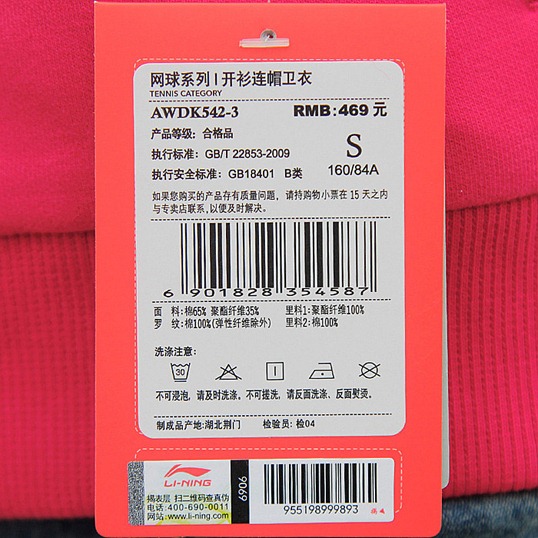 网球系列 | 开衫连帽卫衣
TENNIS CATEGORY
AWDK542-3 RMB:469 元
产品等级: 合格品
执行标准: GB/T 22853-2009 S
执行安全标准: GB18401 B类 160/84A
如果您购买的产品存有质量问题, 请持购物小票在 15 天之内
与专卖店联系,以便及时解决。
6 901828 354587
面 料:棉65% 聚酯纤维35% 里料1:聚酯纤维100%
罗 纹:棉100%(弹性纤维除外) 里料2:棉100%
洗涤注意:
30
不可浸泡, 请及时洗涤。不可搓洗, 请反面洗涤、反面熨烫。
制成品产地:湖北荆门 检验员: 检04
LI-NING
揭表层 扫二维码查真伪
电话:400-690-0011
网站:www.li-ning.com
6906
955198999893